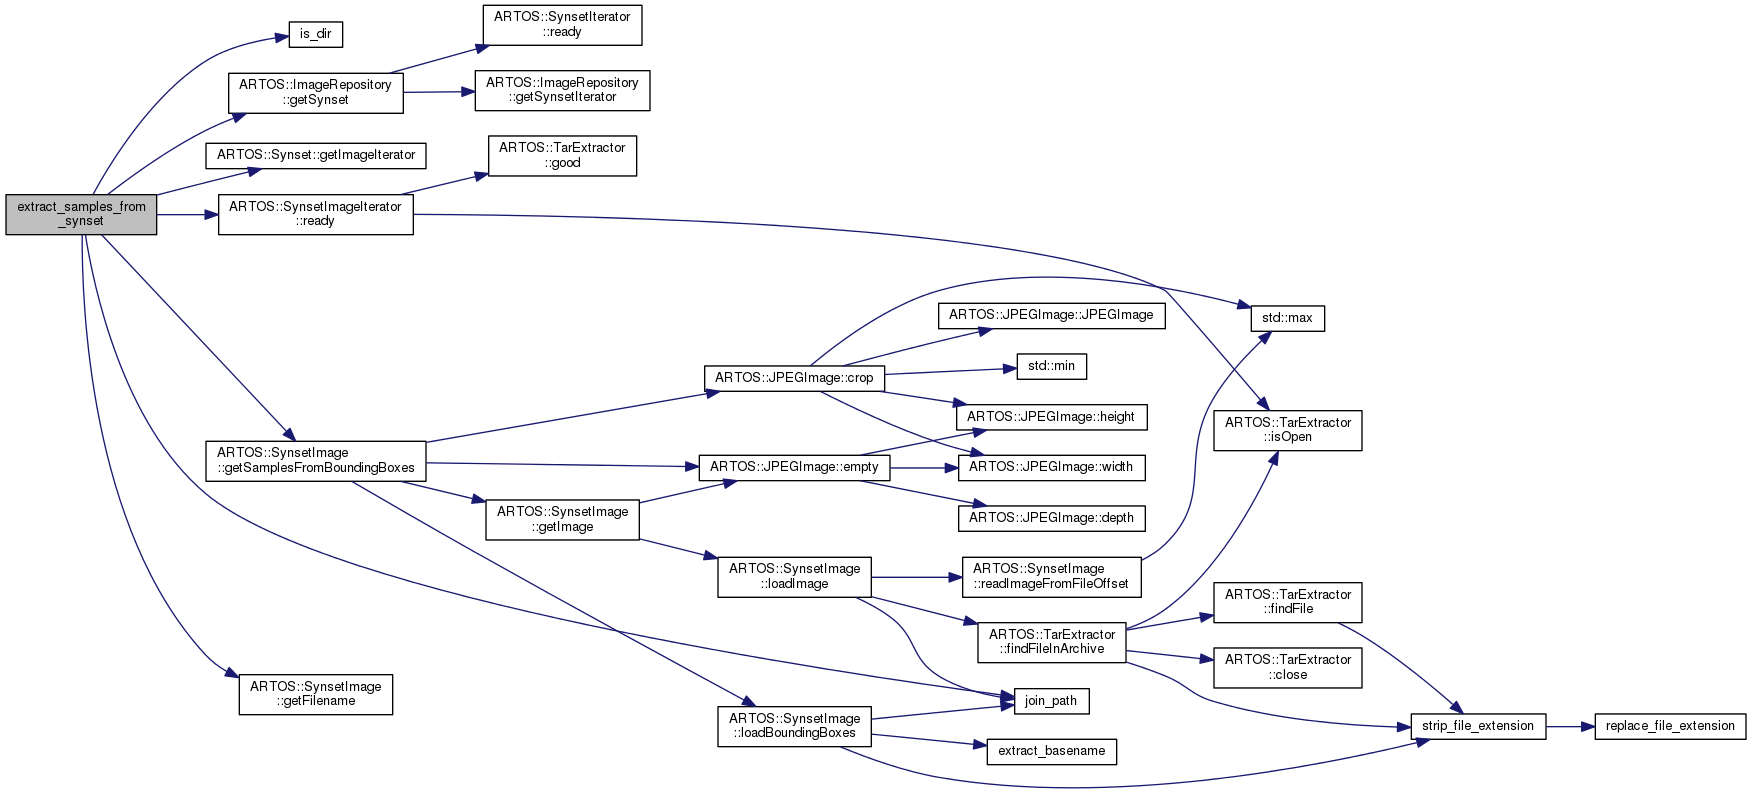 extract_samples_from
_synset
is_dir
ARTOS::ImageRepository
::getSynset
ARTOS::SynsetIterator
::ready
ARTOS::ImageRepository
::getSynsetIterator
ARTOS::Synset::getImageIterator
ARTOS::SynsetImageIterator
::ready
ARTOS::TarExtractor
::good
ARTOS::SynsetImage
::getSamplesFromBoundingBoxes
ARTOS::SynsetImage
::getFilename
ARTOS::JPEGImage::crop
ARTOS::JPEGImage::empty
ARTOS::SynsetImage
::getImage
ARTOS::SynsetImage
::loadImage
ARTOS::SynsetImage
::loadBoundingBoxes
ARTOS::JPEGImage::JPEGImage
std::min
ARTOS::JPEGImage::height
ARTOS::JPEGImage::width
ARTOS::JPEGImage::depth
ARTOS::SynsetImage
::readImageFromFileOffset
ARTOS::TarExtractor
::findFileInArchive
join_path
extract_basename
std::max
ARTOS::TarExtractor
::isOpen
ARTOS::TarExtractor
::findFile
ARTOS::TarExtractor
::close
strip_file_extension
replace_file_extension